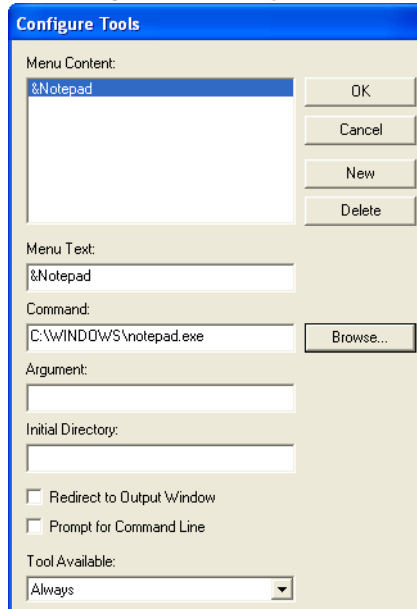 Configure Tools
Menu Content:
&Notepad
OK
Cancel
New
Delete
Menu Text:
&Notepad
Command:
C:\WINDOWS\notepad.exe
Browse...
Argument:
Initial Directory:
Redirect to Output Window
Prompt for Command Line
Tool Available:
Always